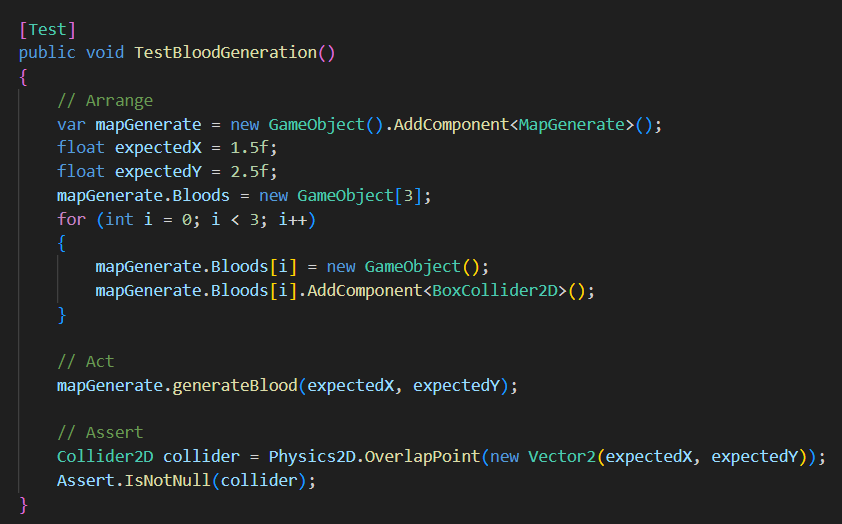 [Test]
public void TestBloodGeneration()
{
    // Arrange
    var mapGenerate = new GameObject().AddComponent<MapGenerate>();
    float expectedX = 1.5f;
    float expectedY = 2.5f;
    mapGenerate.Bloods = new GameObject[3];
    for (int i = 0; i < 3; i++)
    {
        mapGenerate.Bloods[i] = new GameObject();
        mapGenerate.Bloods[i].AddComponent<BoxCollider2D>();
    }

    // Act
    mapGenerate.generateBlood(expectedX, expectedY);

    // Assert
    Collider2D collider = Physics2D.OverlapPoint(new Vector2(expectedX, expectedY));
    Assert.IsNotNull(collider);
}